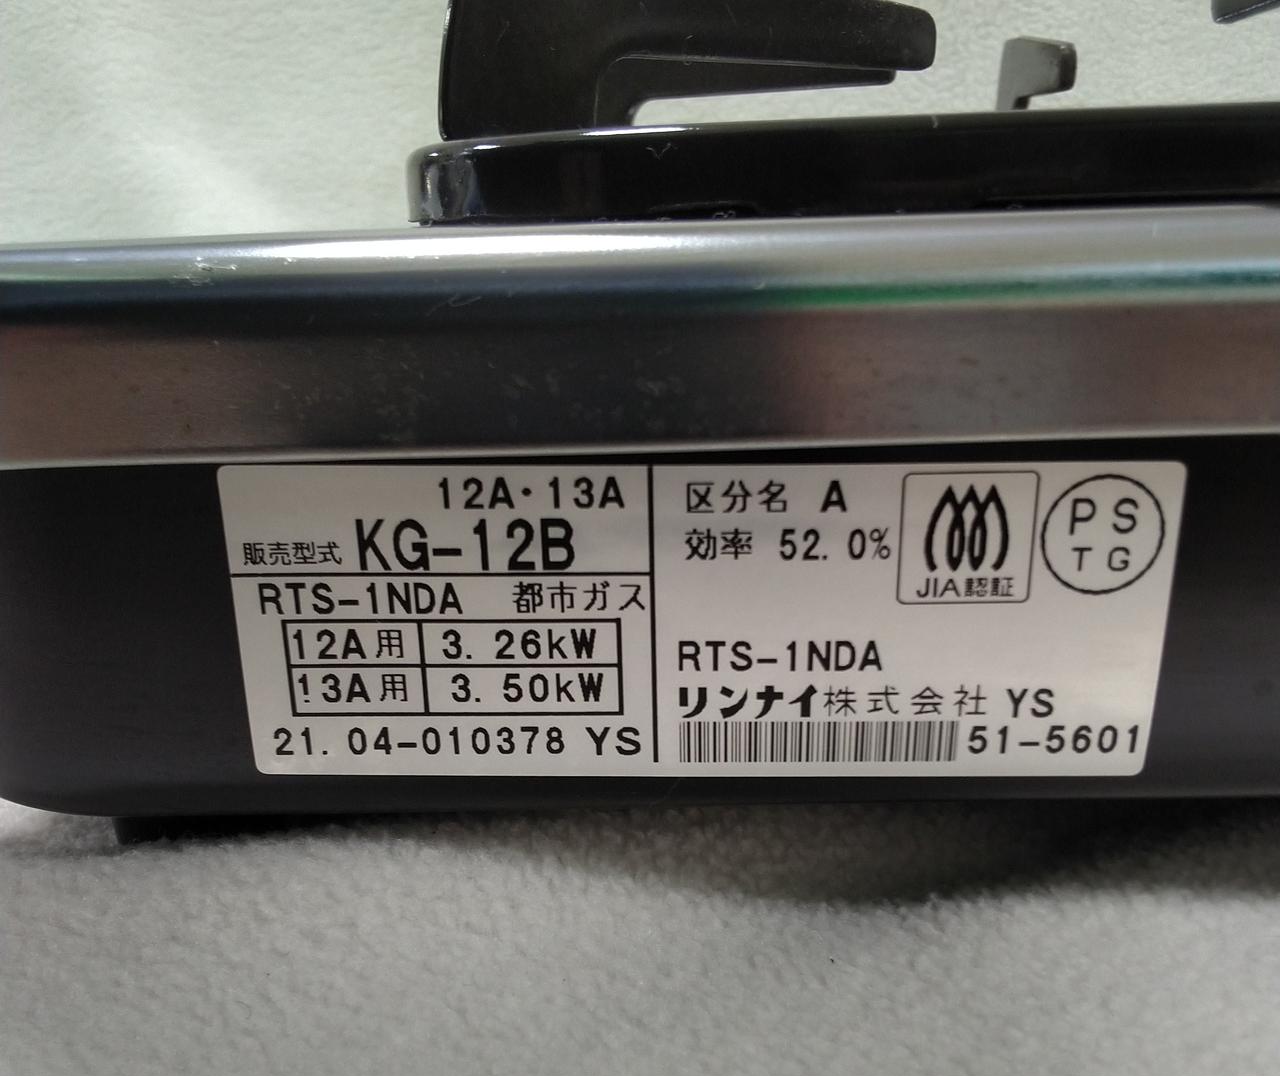 12A・13A
販売型式 KG-12B
RTS-1NDA 都市ガス
12A用 3.26kW
13A用 3.50kW
21.04-010378 YS
区分名 A
効率 52.0%
JIA認証
PS
TG
RTS-1NDA
リンナイ株式会社 YS
51-5601